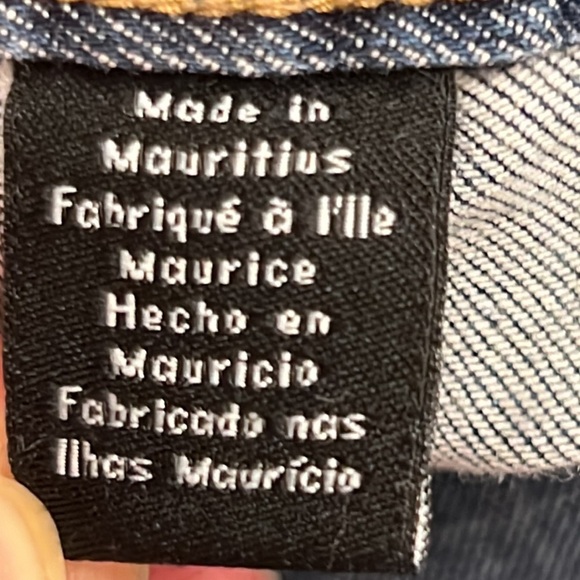 Made in
Mauritius
Fabriqué à l'Ile
Maurice
Hecho en
Mauricio
Fabricado nas
Ilhas Maurício